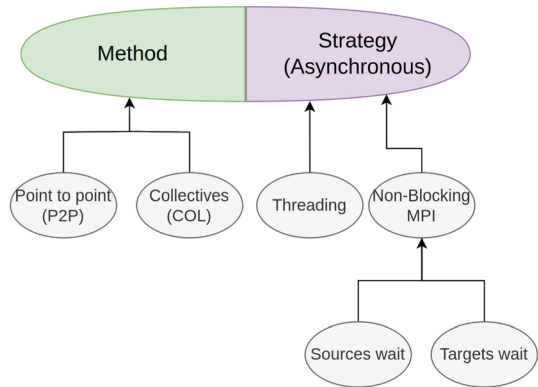 Method
Strategy
(Asynchronous)
Point to point
(P2P)
Collectives
(COL)
Threading
Non-Blocking
MPI
Sources wait
Targets wait